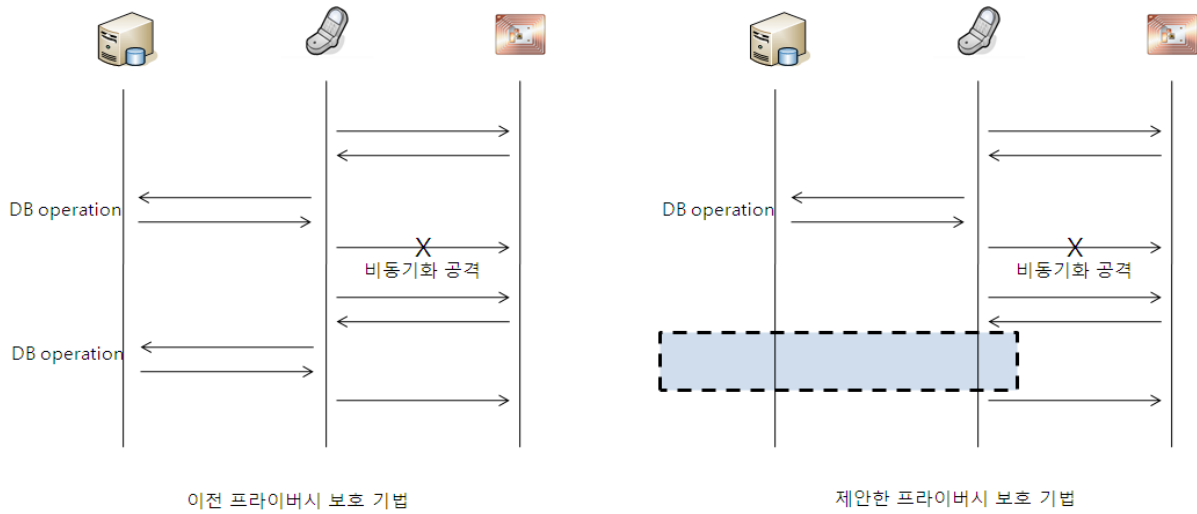 DB operation
DB operation
X
X
비동기화 공격
비동기화 공격
DB operation
이전 프라이버시 보호 기법
제안한 프라이버시 보호 기법